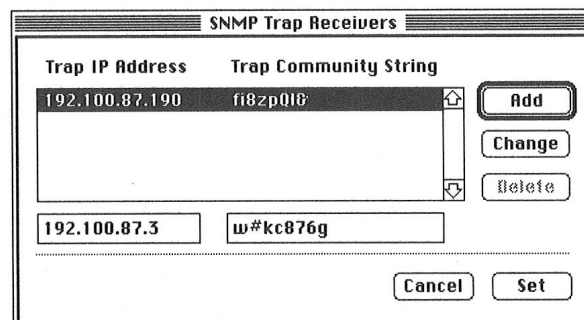 SNMP Trap Receivers
Trap IP Address Trap Community String
192.100.87.190 fi8zpQl&
Add
Change
Delete
192.100.87.3 w#kc876g
Cancel Set